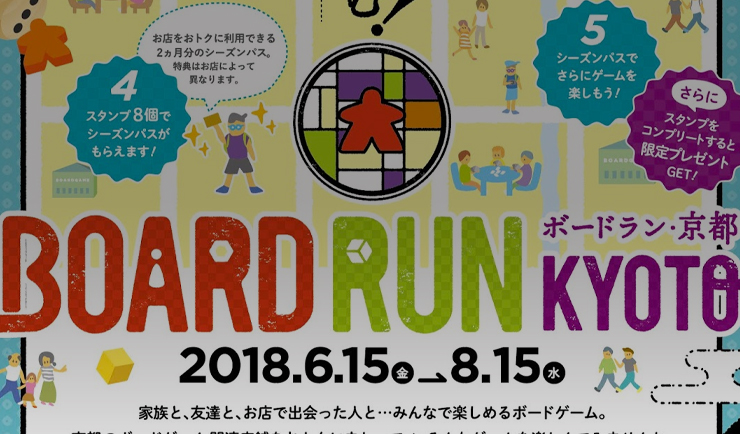 も!
お店をおトクに利用できる
2ヵ月分のシーズンパス。
特典はお店によって
異なります。
4
スタンプ8個で
シーズンパスが
もらえます!
5
シーズンパスで
さらにゲームを
楽しもう!
さらに
スタンプを
コンプリートすると
限定プレゼント
GET!
ボードラン・京都
BOARD RUN KYOTO
2018.6.15金→8.15水
家族と、友達と、お店で出会った人と…みんなで楽しめるボードゲーム。